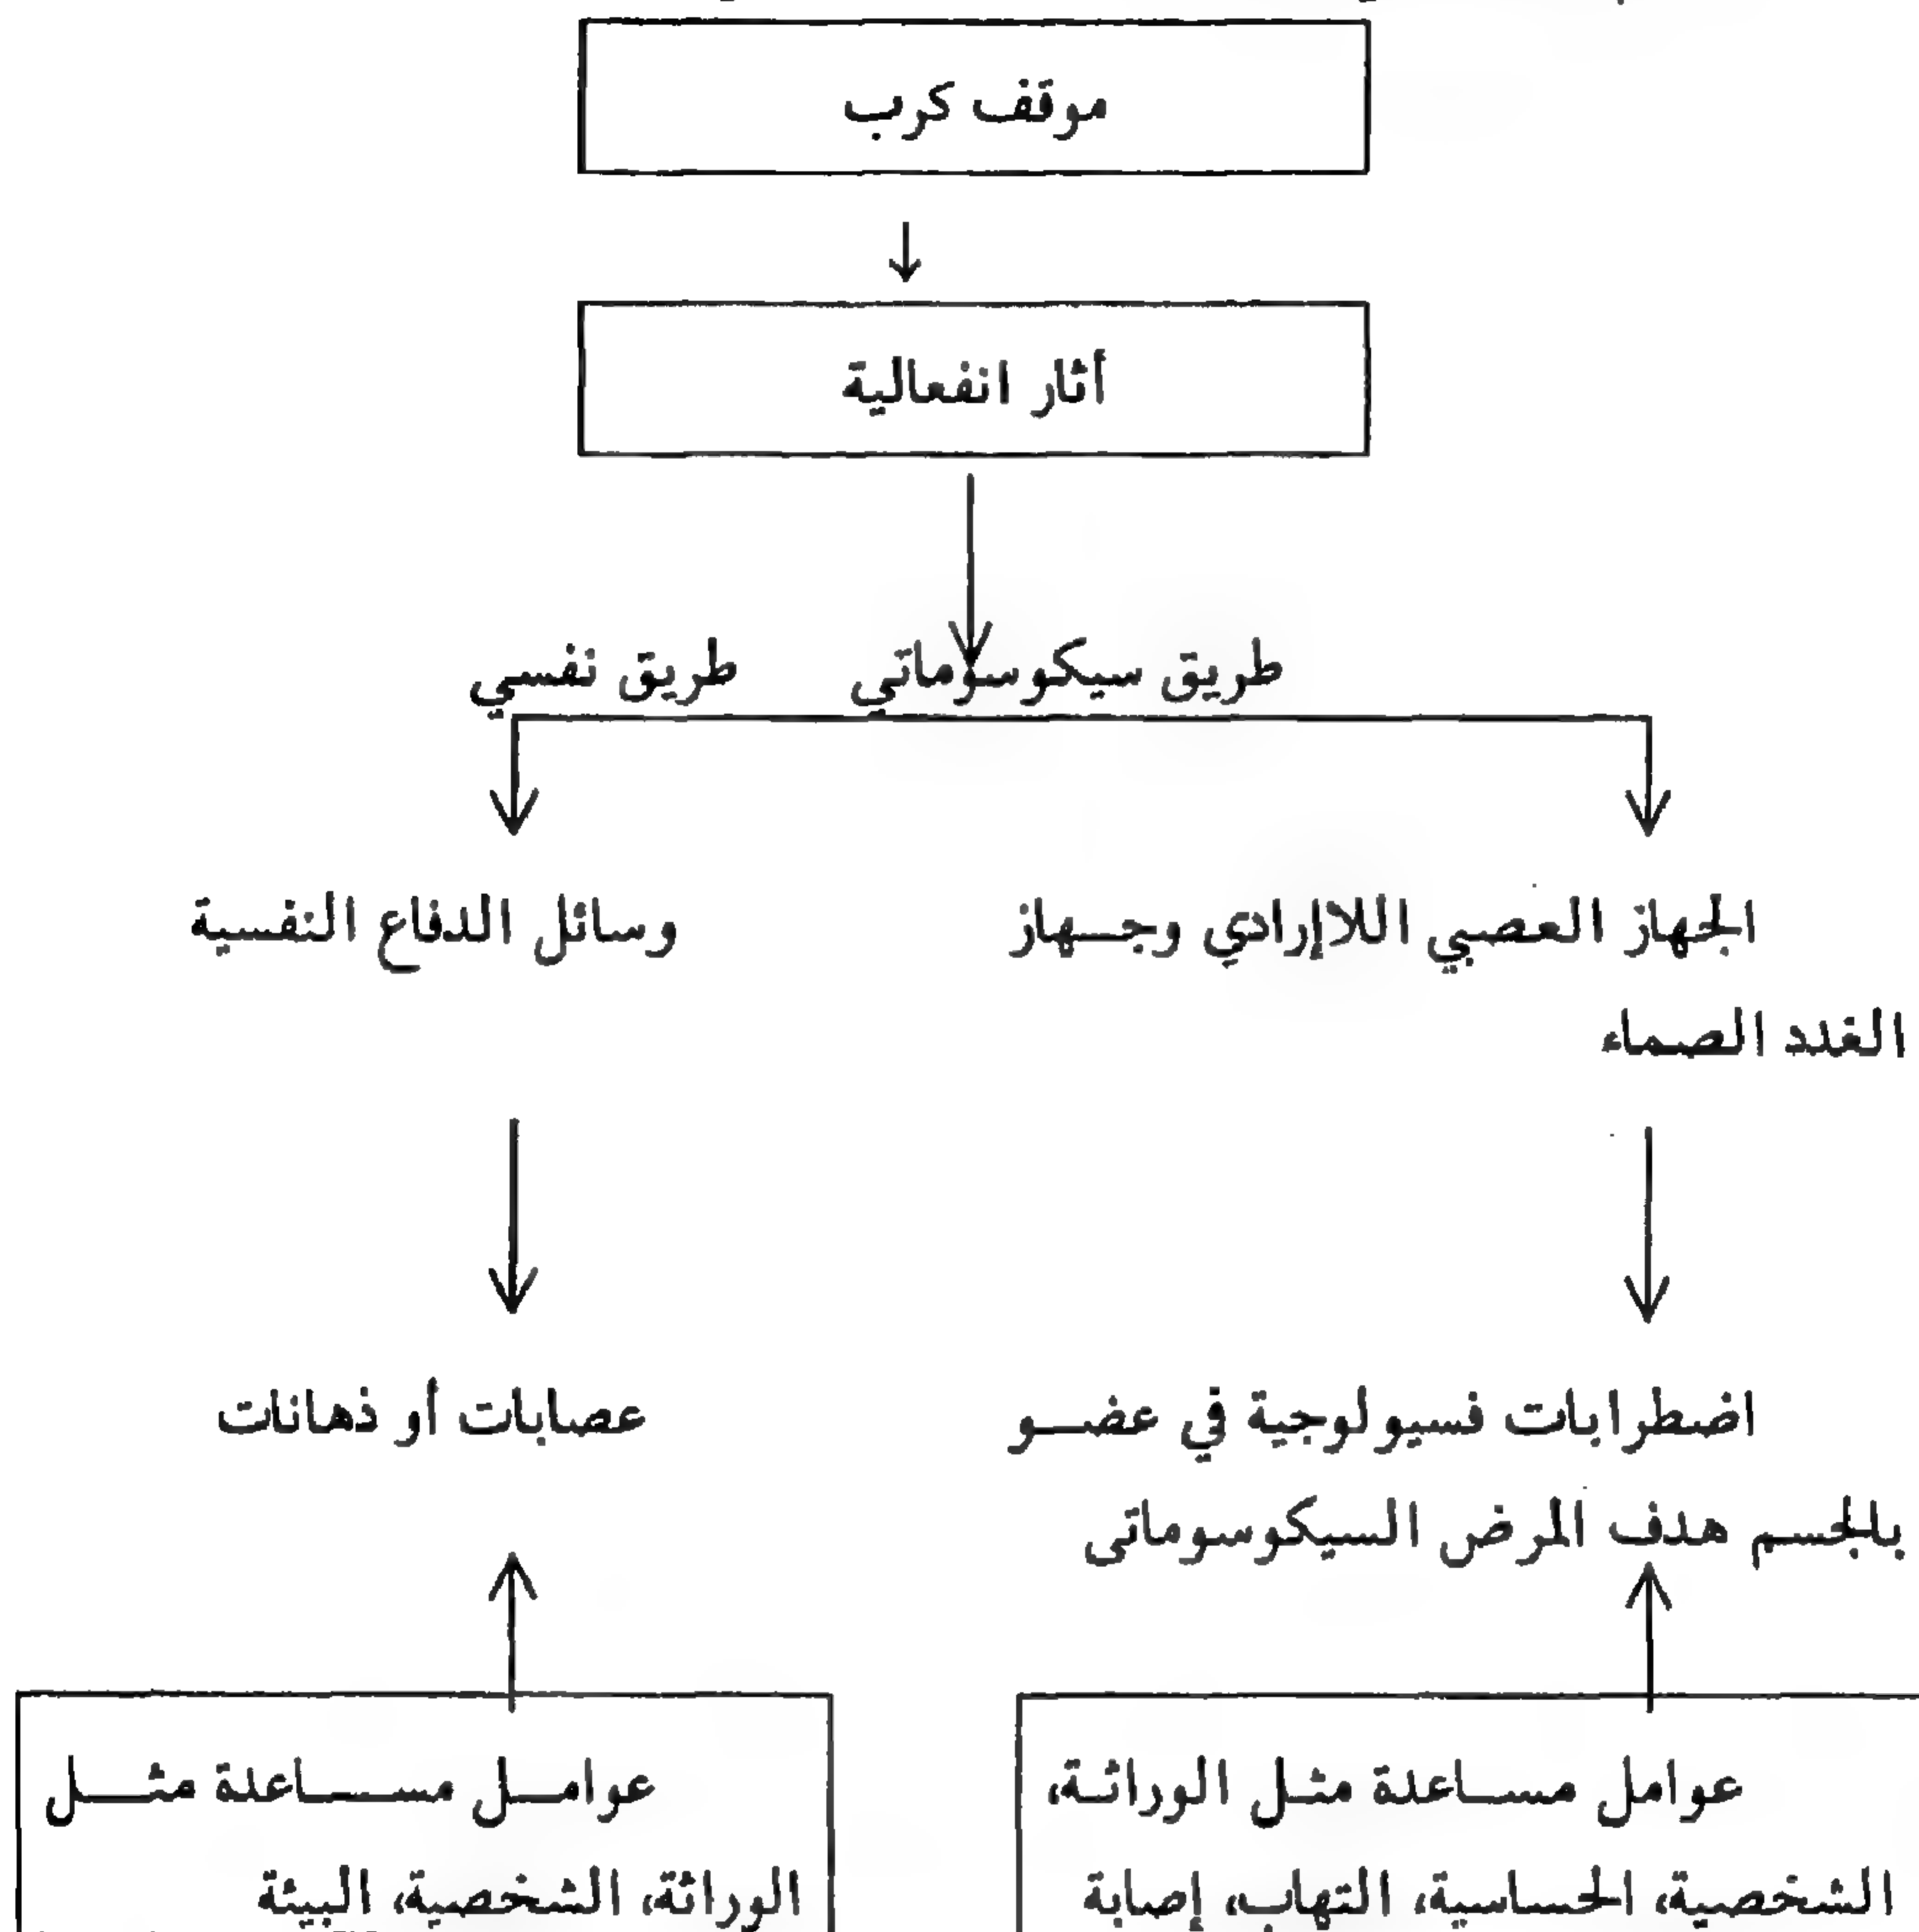 موقف كرب
أثار انفعالية
طريق سيكوسوماتي
طريق نفسي
الجهاز العصبي اللاإرادي وجهاز
الغدد الصماء
وسائل الدفاع النفسية
اضطرابات فسيولوجية في عضو
بالجسم هدف المرض السيكوسوماتى
عصابات أو ذهانات
عوامل مساعدة مثل الوراثة،
الشخصية، الحساسية، التهاب، إصابة
عوامل مساعدة مثل
الوراثة، الشخصية، البيئة